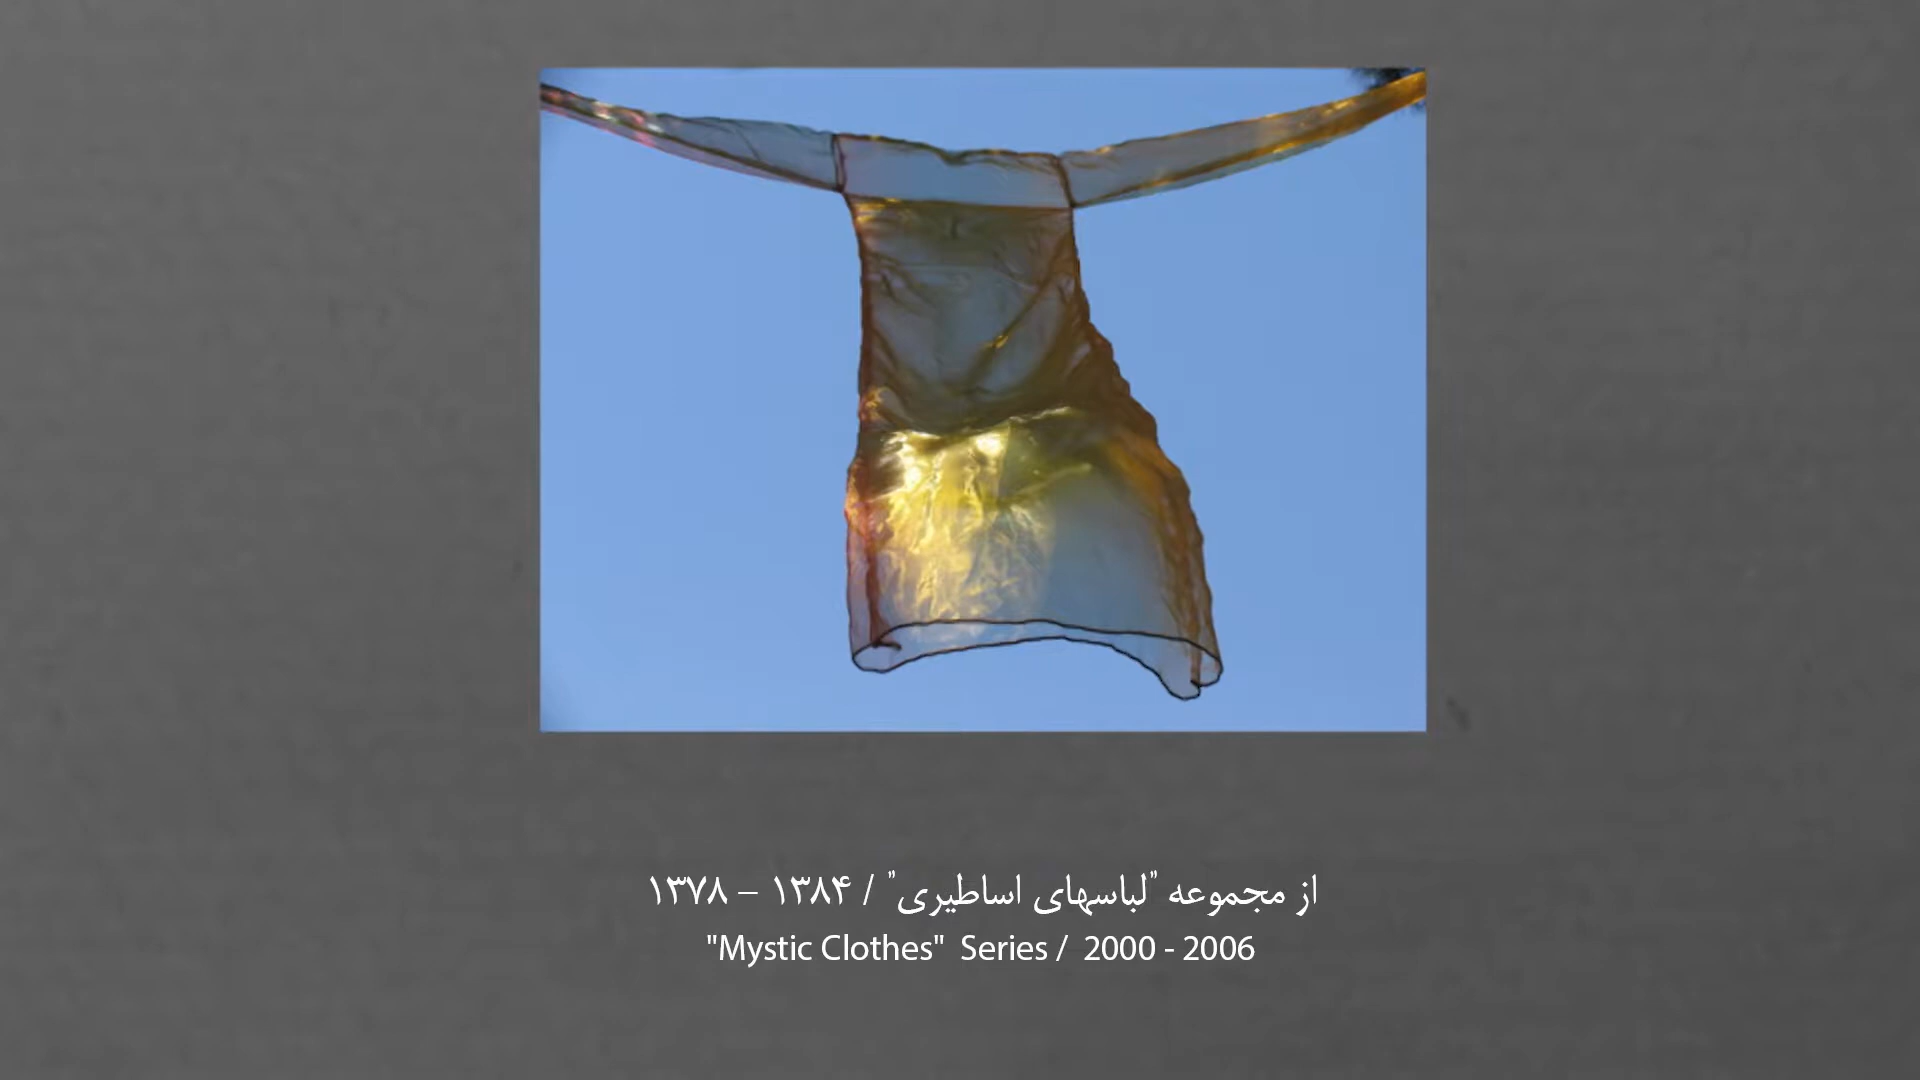 از مجموعه "لباسهای اساطیری" / ۱۳۸۴ – ۱۳۷۸
"Mystic Clothes" Series / 2000 - 2006